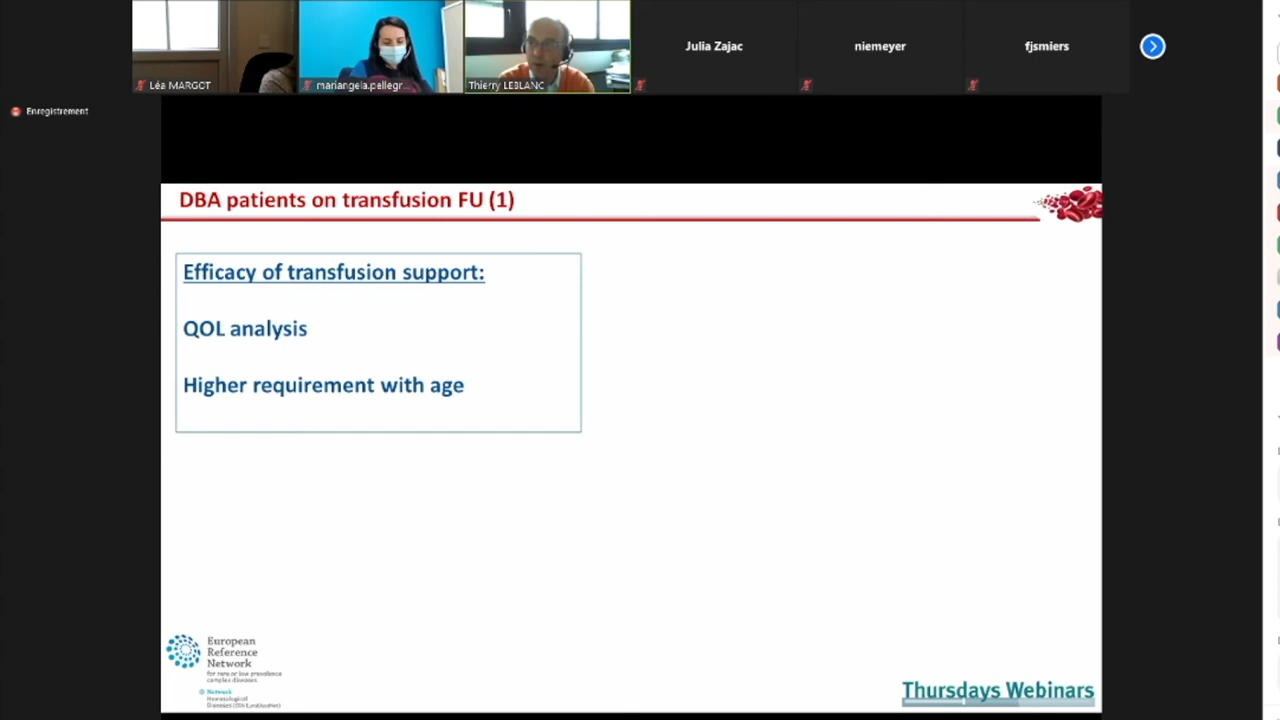 Julia Zajac
niemeyer
fjsmiers
Léa MARGOT
mariangela.pellegr...
Thierry LEBLANC
Enregistrement
DBA patients on transfusion FU (1)
Efficacy of transfusion support:
QOL analysis
Higher requirement with age
European
Reference
Network
for rare or low prevalence
complex diseases
Network
Hematological
Diseases (ERN EuroBloodNet)
Thursdays Webinars